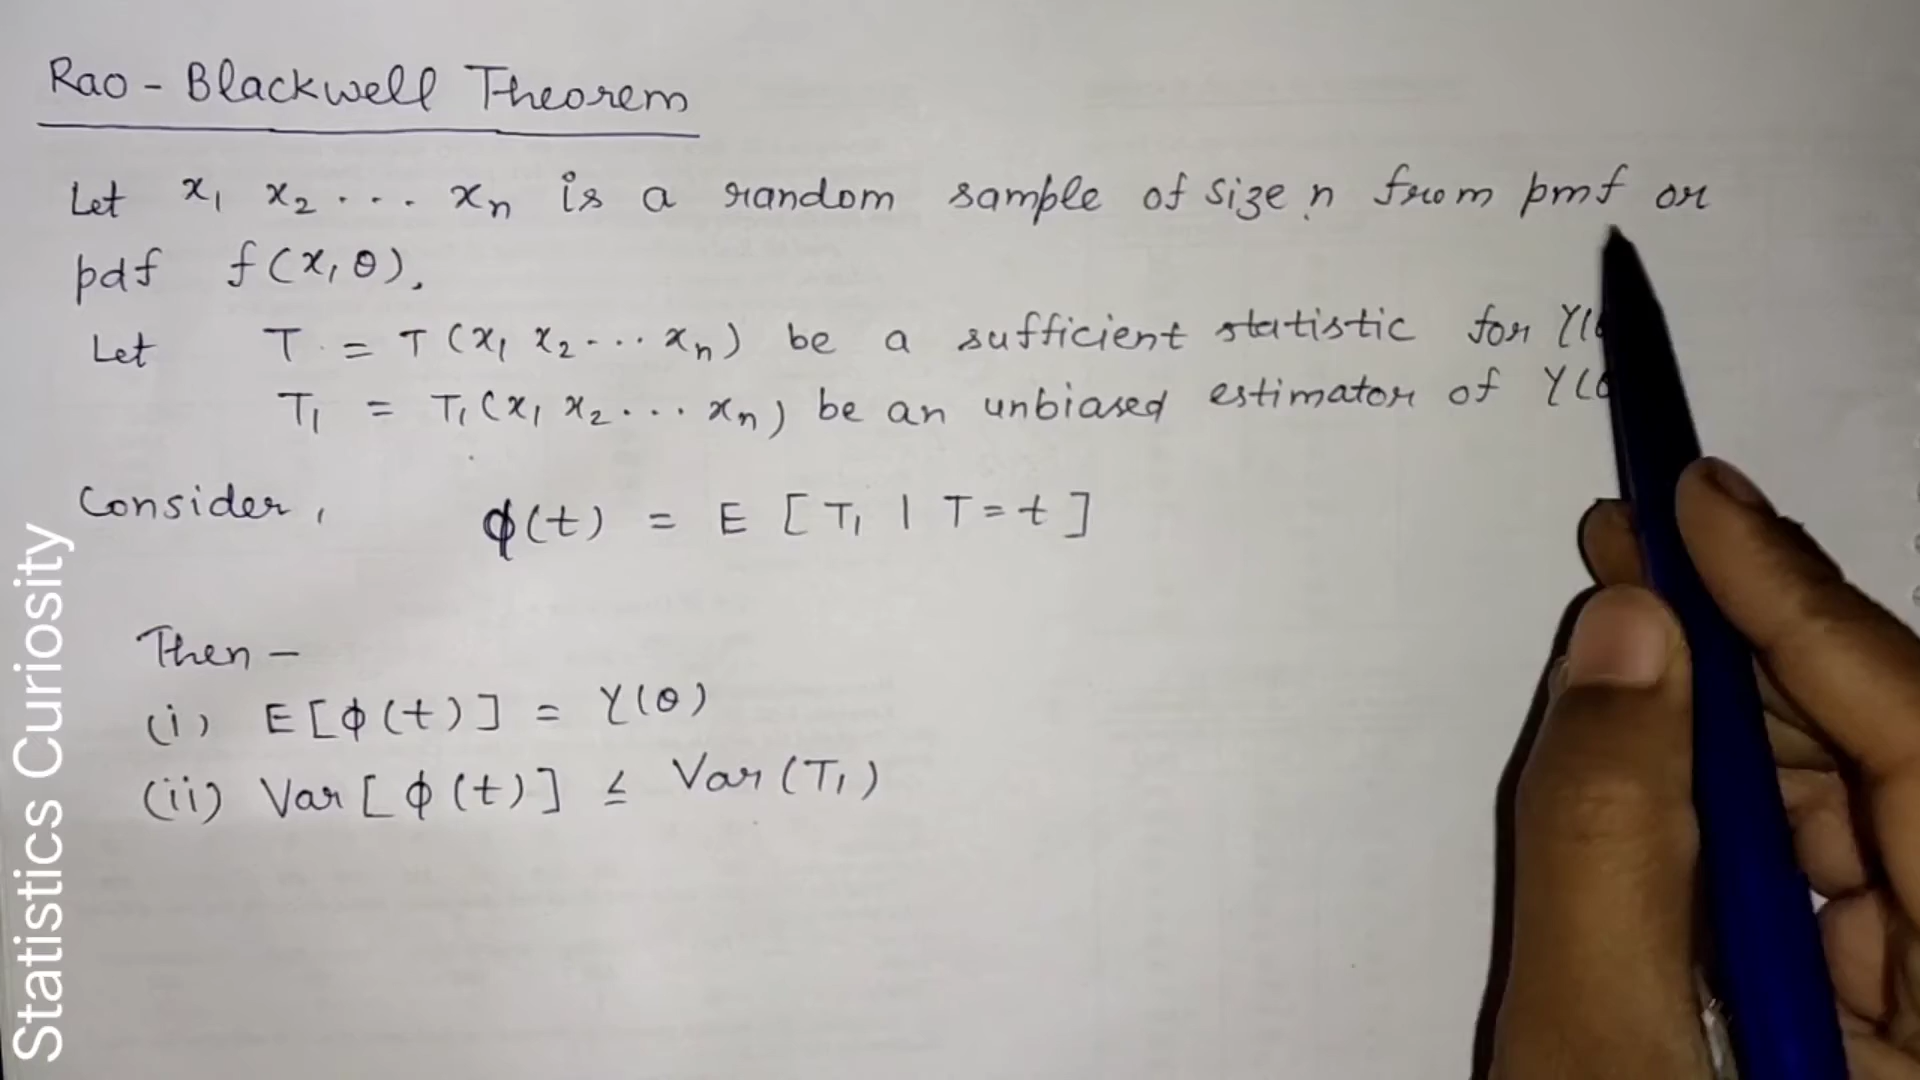 Rao - Blackwell Theorem
Let x₁ x₂ ... xₙ is a random sample of size n from pmf or
pdf f(x, θ).
Let T = T(x₁ x₂ ... xₙ) be a sufficient statistic for Y(
T₁ = T₁(x₁ x₂ ... xₙ) be an unbiased estimator of Y(
Consider, ϕ(t) = E [T₁ | T = t]
Then -
(i) E[ϕ(t)] = Y(θ)
(ii) Var[ϕ(t)] ≤ Var(T₁)
Statistics Curiosity